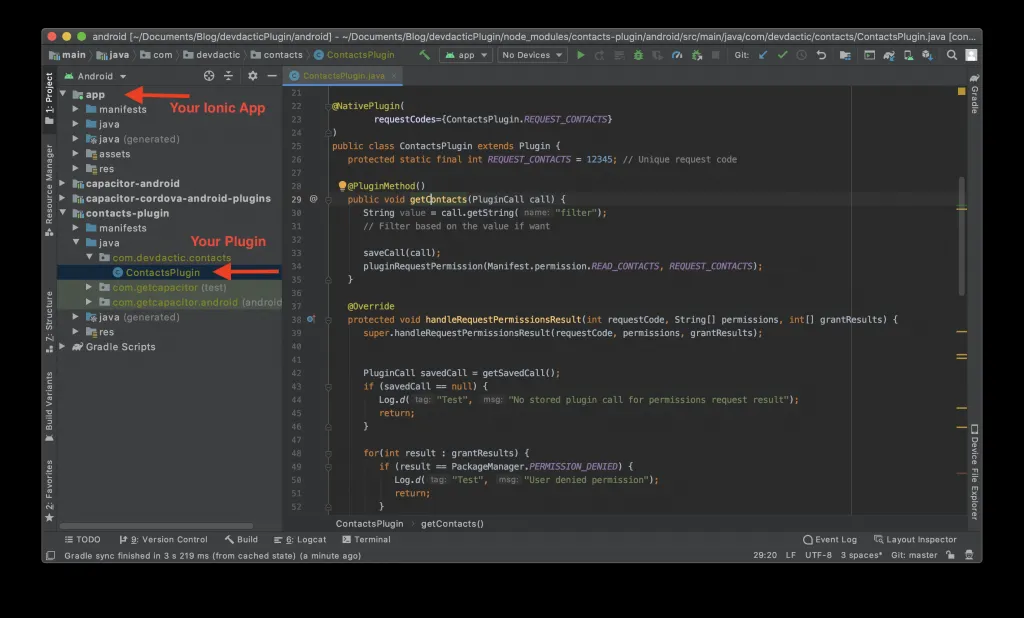 android [~/Documents/Blog/devdacticPlugin/android] - ~/Documents/Blog/devdacticPlugin/node_modules/contacts-plugin/android/src/main/java/com/devdactic/contacts/ContactsPlugin.java [con...
main java com devdactic contacts ContactsPlugin app No Devices Git:
1: Project
Resource Manager
Z: Structure
Build Variants
2: Favorites
Android
app
Your Ionic App
manifests
java
java (generated)
assets
res
capacitor-android
capacitor-cordova-android-plugins
contacts-plugin
manifests
java
Your Plugin
com.devdactic.contacts
ContactsPlugin
com.getcapacitor (test)
com.getcapacitor.android (android
java (generated)
res
Gradle Scripts
ContactsPlugin.java
21
22 @NativePlugin(
23 requestCodes={ContactsPlugin.REQUEST_CONTACTS}
24 )
25 public class ContactsPlugin extends Plugin {
26 protected static final int REQUEST_CONTACTS = 12345; // Unique request code
27
28 @PluginMethod()
29 @ public void getContacts(PluginCall call) {
30 String value = call.getString( name: "filter");
31 // Filter based on the value if want
32
33 saveCall(call);
34 pluginRequestPermission(Manifest.permission.READ_CONTACTS, REQUEST_CONTACTS);
35 }
36
37 @Override
38 protected void handleRequestPermissionsResult(int requestCode, String[] permissions, int[] grantResults) {
39 super.handleRequestPermissionsResult(requestCode, permissions, grantResults);
40
41
42 PluginCall savedCall = getSavedCall();
43 if (savedCall == null) {
44 Log.d( tag: "Test", msg: "No stored plugin call for permissions request result");
45 return;
46 }
47
48 for(int result : grantResults) {
49 if (result == PackageManager.PERMISSION_DENIED) {
50 Log.d( tag: "Test", msg: "User denied permission");
51 return;
52 }
ContactsPlugin getContacts()
Gradle
Device File Explorer
TODO 9: Version Control Build 6: Logcat Terminal Event Log Layout Inspector
Gradle sync finished in 3 s 219 ms (from cached state) (a minute ago) 29:20 LF UTF-8 3 spaces* Git: master